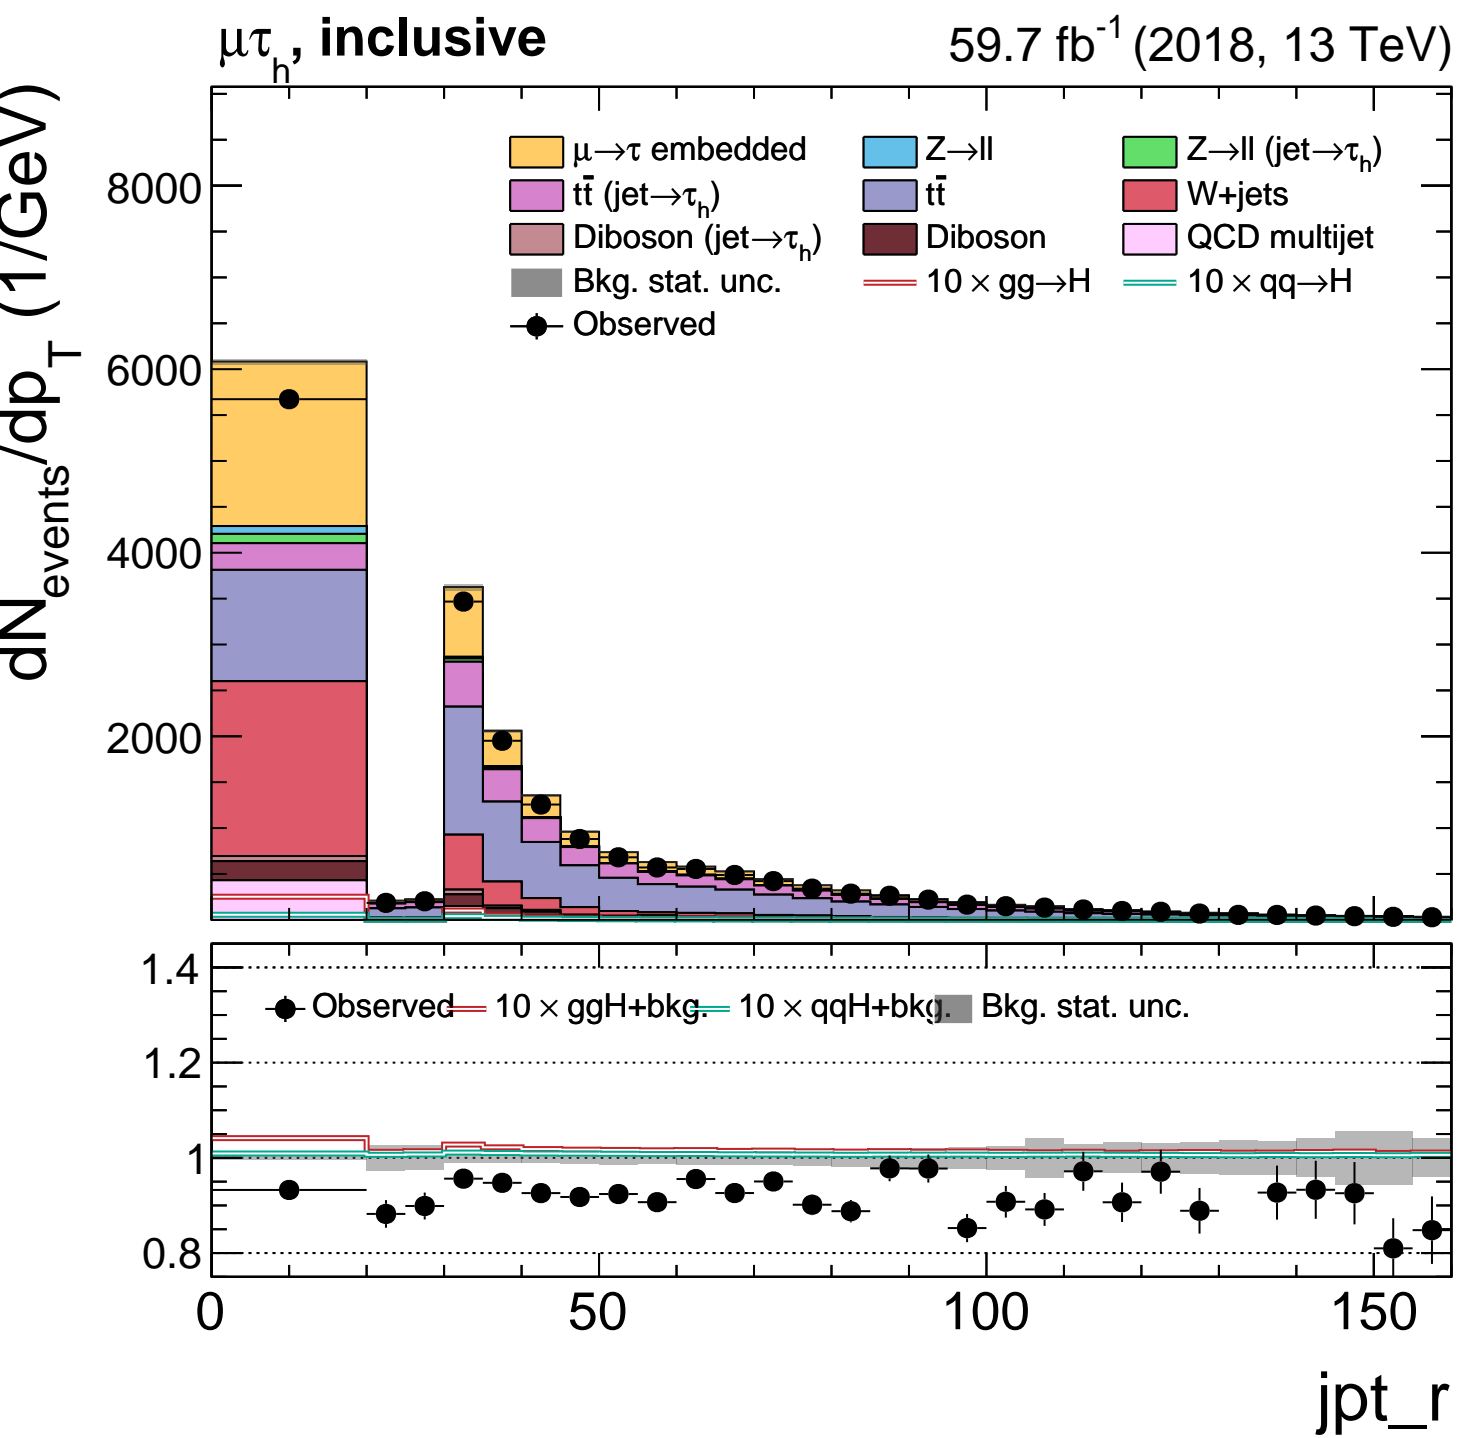 μτh, inclusive 59.7 fb-1 (2018, 13 TeV)
dNevents/dpT (1/GeV)
μ→τ embedded Z→ll Z→ll (jet→τh)
tt̄ (jet→τh) tt̄ W+jets
Diboson (jet→τh) Diboson QCD multijet
Bkg. stat. unc. 10 × gg→H 10 × qq→H
Observed
8000
6000
4000
2000
1.4
Observed 10 × ggH+bkg. 10 × qqH+bkg. Bkg. stat. unc.
1.2
1
0.8
0 50 100 150
jpt_r